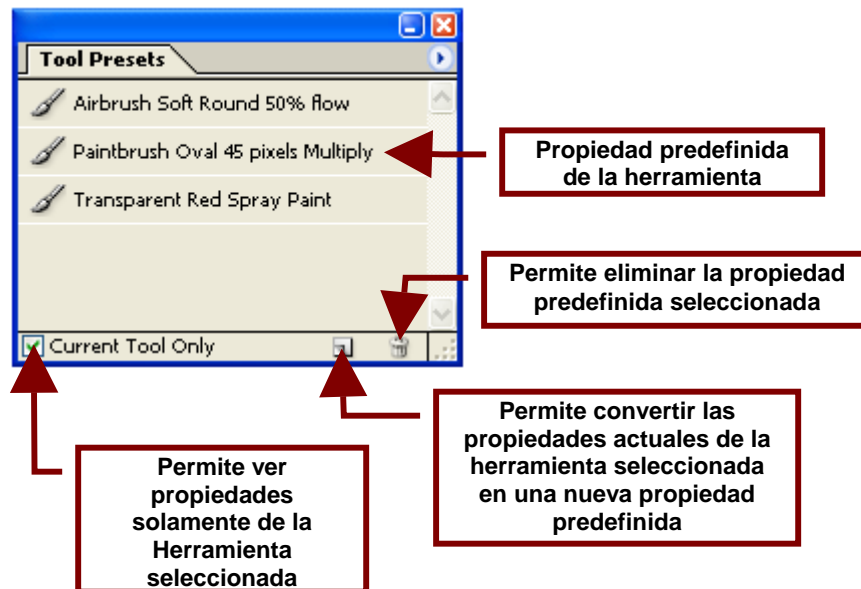 Tool Presets
Airbrush Soft Round 50% flow
Paintbrush Oval 45 pixels Multiply
Transparent Red Spray Paint
Current Tool Only
Propiedad predefinida
de la herramienta
Permite eliminar la propiedad
predefinida seleccionada
Permite convertir las
propiedades actuales de la
herramienta seleccionada
en una nueva propiedad
predefinida
Permite ver
propiedades
solamente de la
Herramienta
seleccionada